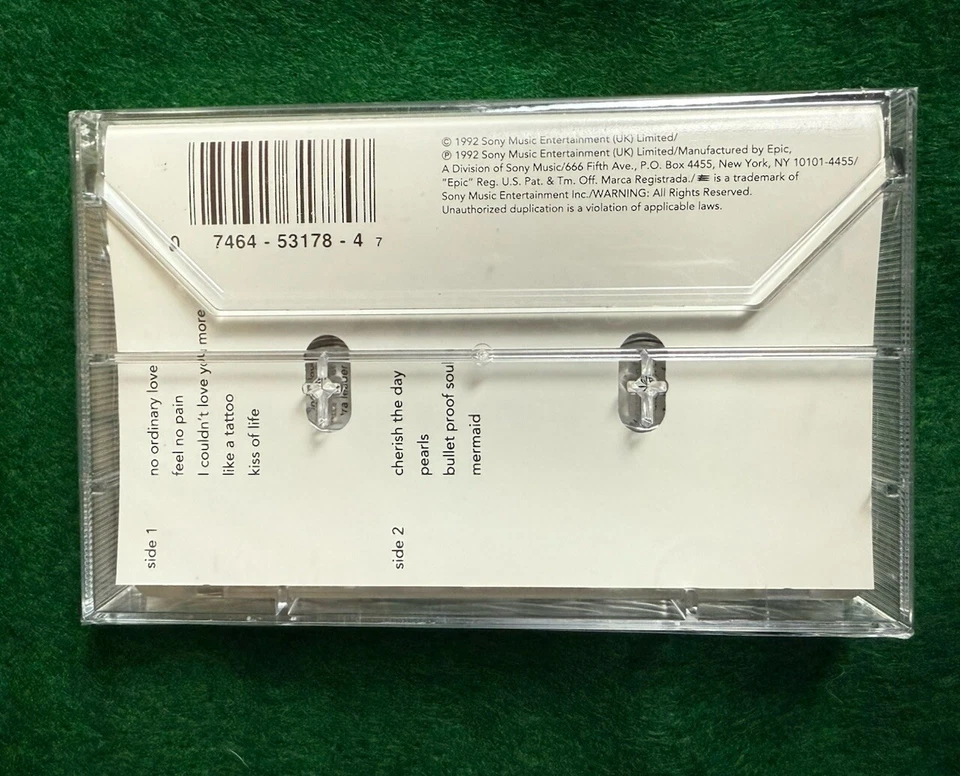 0 7464 - 53178 - 4 7
© 1992 Sony Music Entertainment (UK) Limited/
℗ 1992 Sony Music Entertainment (UK) Limited/Manufactured by Epic,
A Division of Sony Music/666 Fifth Ave., P.O. Box 4455, New York, NY 10101-4455/
"Epic" Reg. U.S. Pat. & Tm. Off. Marca Registrada./ is a trademark of
Sony Music Entertainment Inc./WARNING: All Rights Reserved.
Unauthorized duplication is a violation of applicable laws.
side 1
no ordinary love
feel no pain
I couldn't love you more
like a tattoo
kiss of life
side 2
cherish the day
pearls
bullet proof soul
mermaid